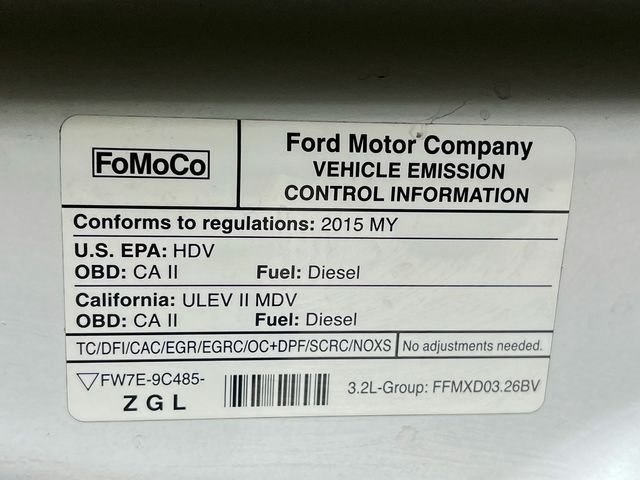 FoMoCo
Ford Motor Company
VEHICLE EMISSION
CONTROL INFORMATION
Conforms to regulations: 2015 MY
U.S. EPA: HDV
OBD: CA II Fuel: Diesel
California: ULEV II MDV
OBD: CA II Fuel: Diesel
TC/DFI/CAC/EGR/EGRC/OC+DPF/SCRC/NOXS No adjustments needed.
FW7E-9C485-
ZGL
3.2L-Group: FFMXD03.26BV